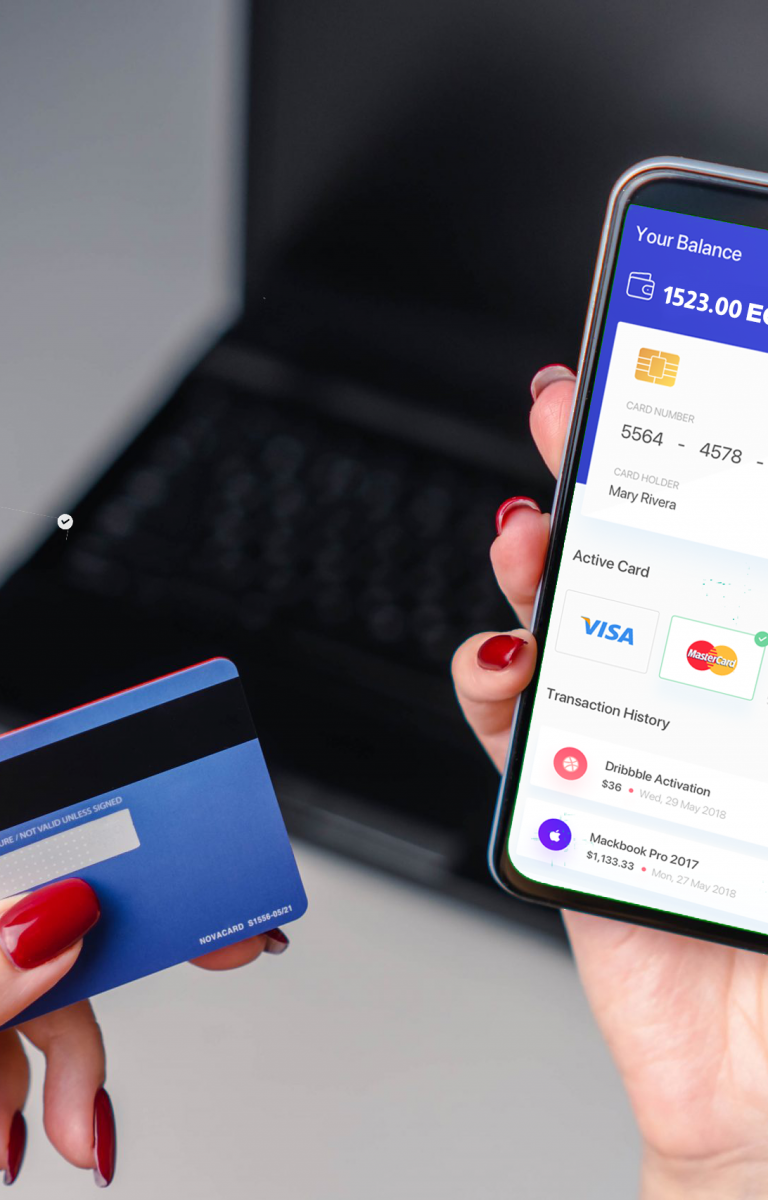 Your Balance
1523.00 EG
CARD NUMBER
5564 - 4578 -
CARD HOLDER
Mary Rivera
Active Card
VISA
MasterCard
Transaction History
Dribbble Activation
$36 • Wed, 29 May 2018
Mackbook Pro 2017
$1,133.33 • Mon, 27 May 2018
URE / NOT VALID UNLESS SIGNED
NOVACARD S1556-05/21